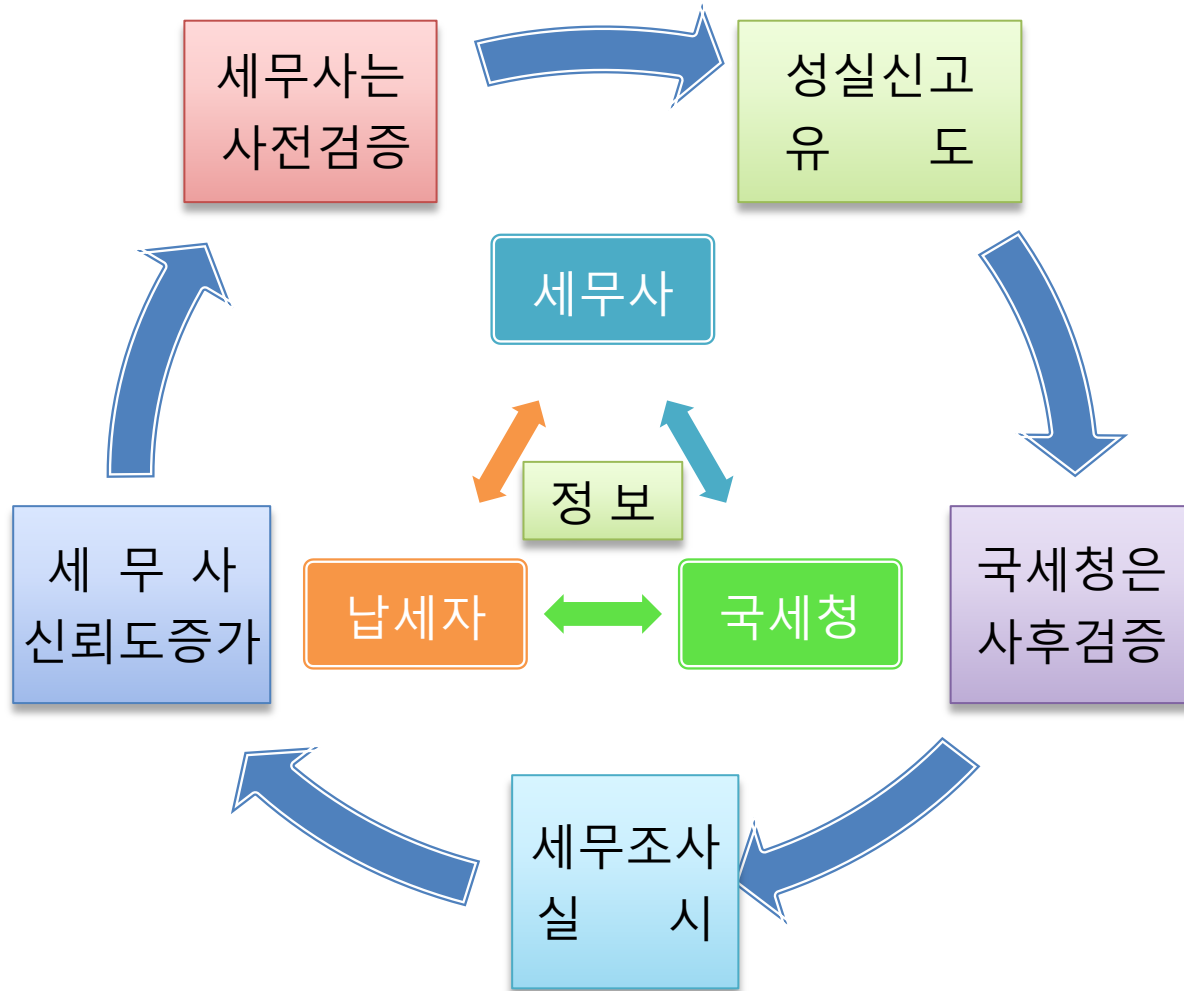 세무사는
사전검증
성실신고
유 도
세무사
정 보
납세자
국세청
세 무 사
신뢰도증가
국세청은
사후검증
세무조사
실 시